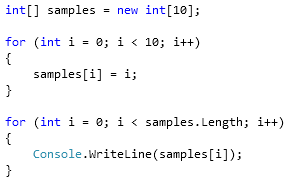 int[] samples = new int[10];
for (int i = 0; i < 10; i++)
{
    samples[i] = i;
}
for (int i = 0; i < samples.Length; i++)
{
    Console.WriteLine(samples[i]);
}